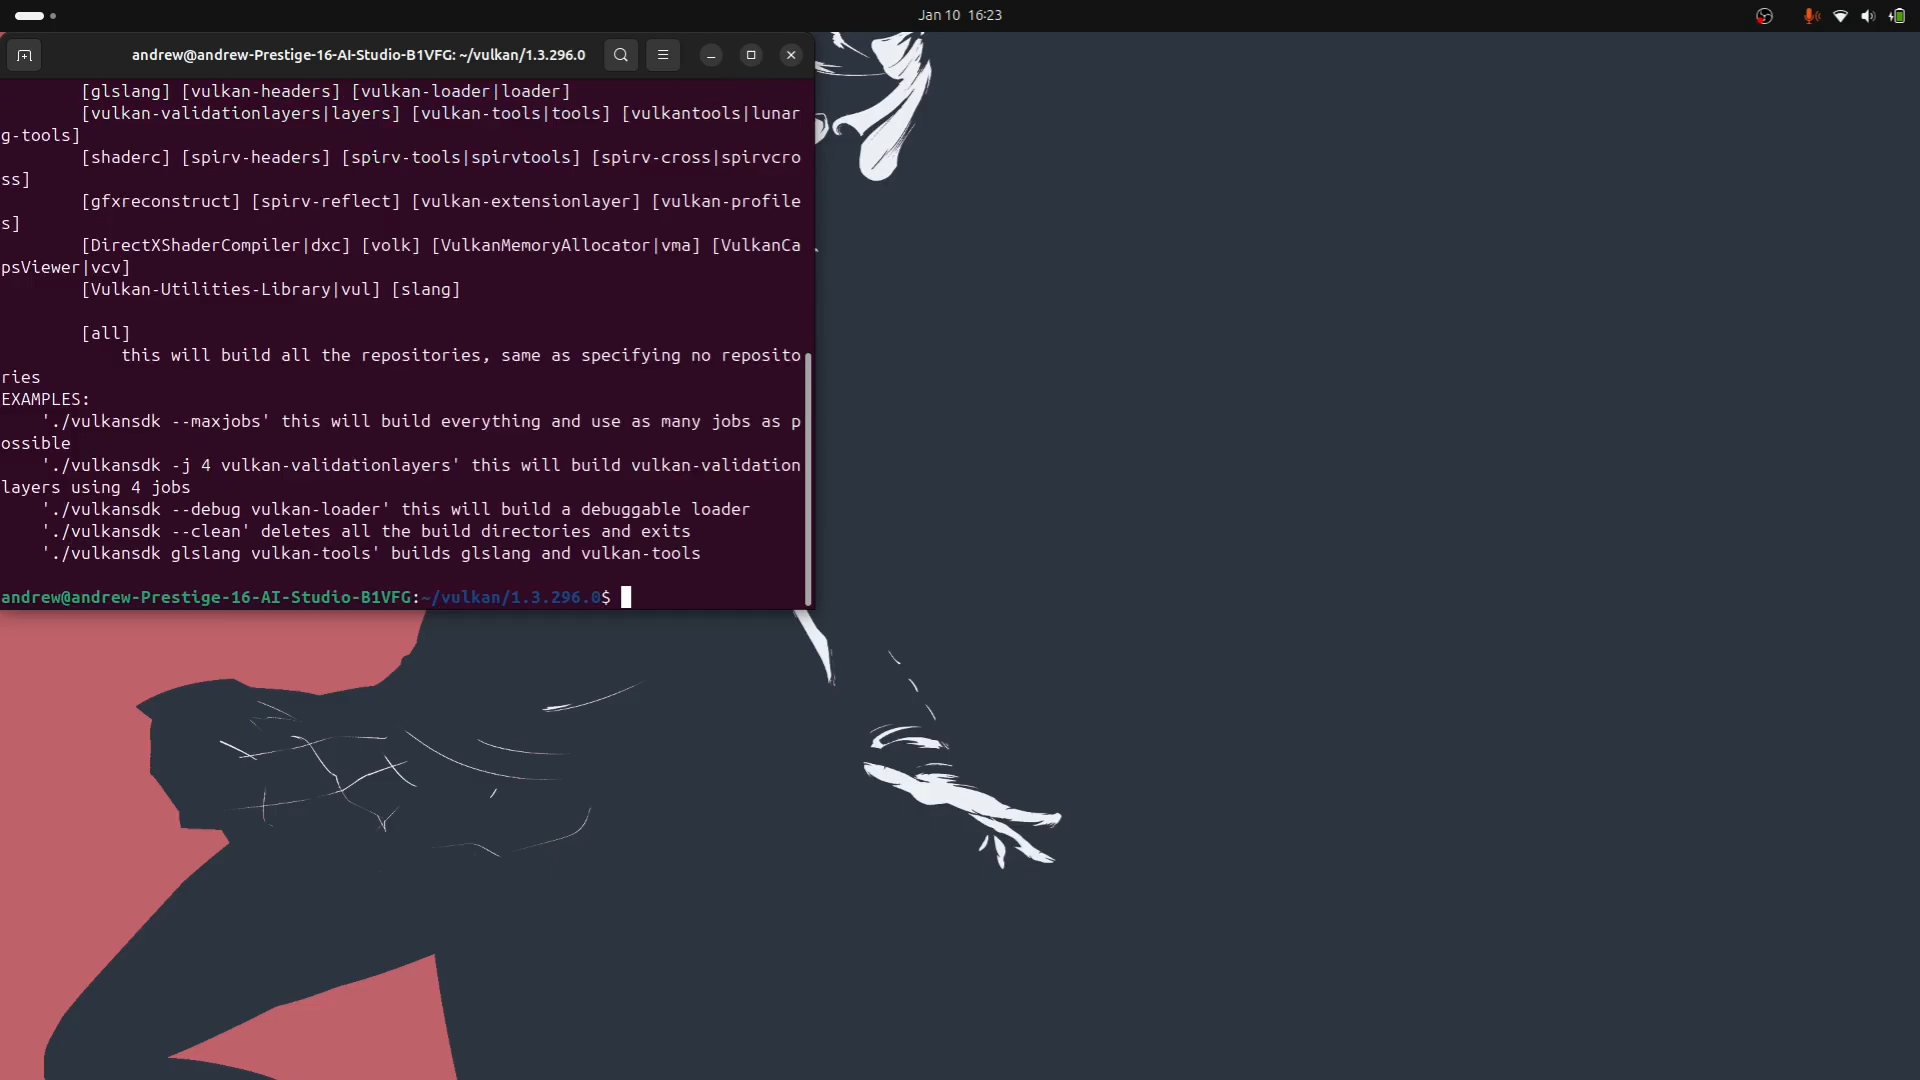 Jan 10 16:23
andrew@andrew-Prestige-16-AI-Studio-B1VFG: ~/vulkan/1.3.296.0
[glslang] [vulkan-headers] [vulkan-loader|loader]
[vulkan-validationlayers|layers] [vulkan-tools|tools] [vulkantools|lunar
g-tools]
[shaderc] [spirv-headers] [spirv-tools|spirvtools] [spirv-cross|spirvcro
ss]
[gfxreconstruct] [spirv-reflect] [vulkan-extensionlayer] [vulkan-profile
s]
[DirectXShaderCompiler|dxc] [volk] [VulkanMemoryAllocator|vma] [VulkanCa
psViewer|vcv]
[Vulkan-Utilities-Library|vul] [slang]
[all]
this will build all the repositories, same as specifying no reposito
ries
EXAMPLES:
'./vulkansdk --maxjobs' this will build everything and use as many jobs as p
ossible
'./vulkansdk -j 4 vulkan-validationlayers' this will build vulkan-validation
layers using 4 jobs
'./vulkansdk --debug vulkan-loader' this will build a debuggable loader
'./vulkansdk --clean' deletes all the build directories and exits
'./vulkansdk glslang vulkan-tools' builds glslang and vulkan-tools
andrew@andrew-Prestige-16-AI-Studio-B1VFG:~/vulkan/1.3.296.0$